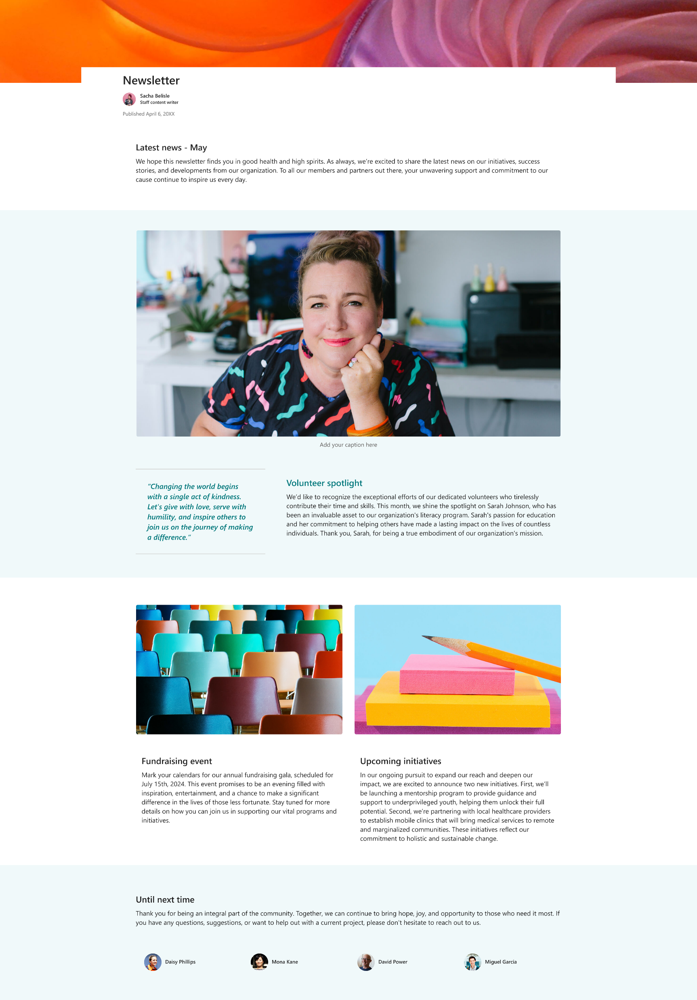 Newsletter
Sacha Belisle
Staff content writer
Published April 6, 20XX
Latest news - May
We hope this newsletter finds you in good health and high spirits. As always, we’re excited to share the latest news on our initiatives, success
stories, and developments from our organization. To all our members and partners out there, your unwavering support and commitment to our
cause continue to inspire us every day.
Add your caption here
“Changing the world begins
with a single act of kindness.
Let's give with love, serve with
humility, and inspire others to
join us on the journey of making
a difference.”
Volunteer spotlight
We’d like to recognize the exceptional efforts of our dedicated volunteers who tirelessly
contribute their time and skills. This month, we shine the spotlight on Sarah Johnson, who has
been an invaluable asset to our organization's literacy program. Sarah's passion for education
and her commitment to helping others have made a lasting impact on the lives of countless
individuals. Thank you, Sarah, for being a true embodiment of our organization's mission.
Fundraising event
Mark your calendars for our annual fundraising gala, scheduled for
July 15th, 2024. This event promises to be an evening filled with
inspiration, entertainment, and a chance to make a significant
difference in the lives of those less fortunate. Stay tuned for more
details on how you can join us in supporting our vital programs and
initiatives.
Upcoming initiatives
In our ongoing pursuit to expand our reach and deepen our
impact, we are excited to announce two new initiatives. First, we’ll
be launching a mentorship program to provide guidance and
support to underprivileged youth, helping them unlock their full
potential. Second, we’re partnering with local healthcare providers
to establish mobile clinics that will bring medical services to remote
and marginalized communities. These initiatives reflect our
commitment to holistic and sustainable change.
Until next time
Thank you for being an integral part of the community. Together, we can continue to bring hope, joy, and opportunity to those who need it most. If
you have any questions, suggestions, or want to help out with a current project, please don't hesitate to reach out to us.
Daisy Phillips
Mona Kane
David Power
Miguel Garcia